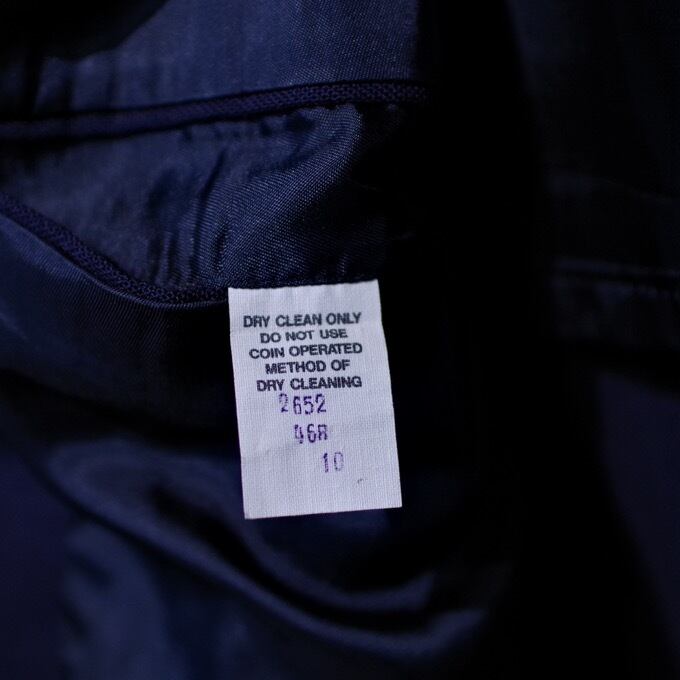 DRY CLEAN ONLY
DO NOT USE
COIN OPERATED
METHOD OF
DRY CLEANING
2652
46R
10